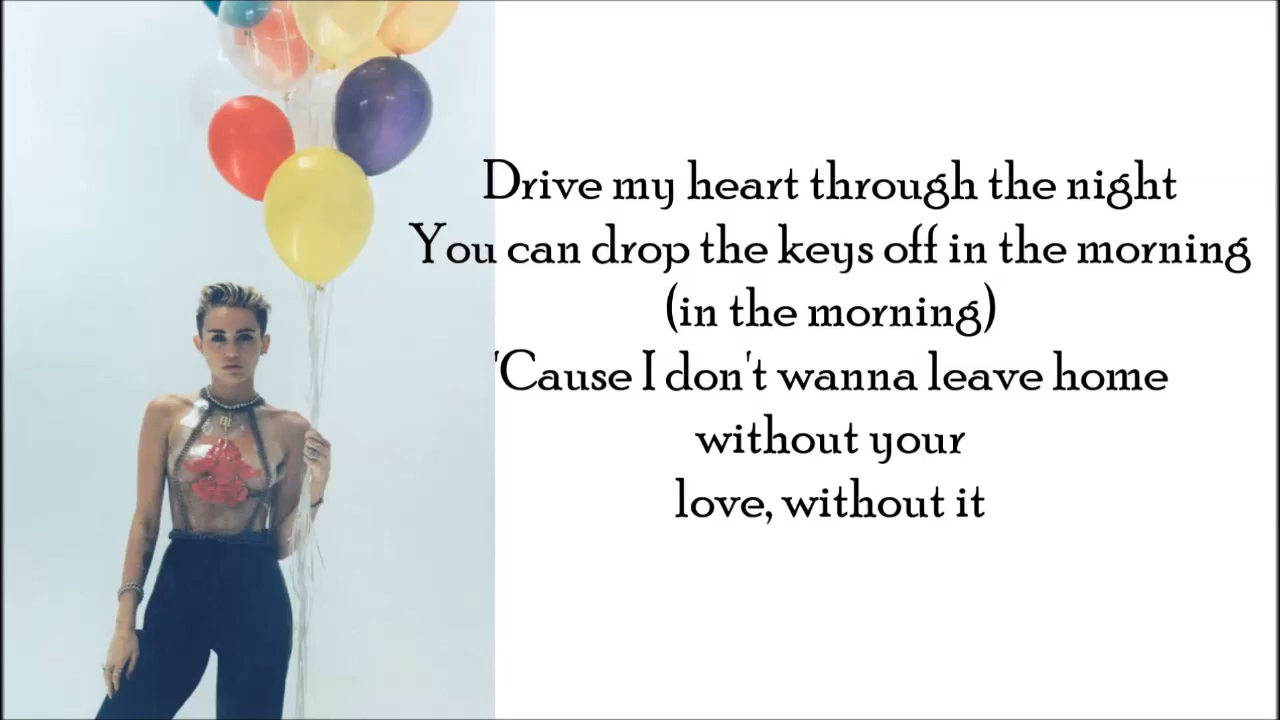 Drive my heart through the night
You can drop the keys off in the morning
(in the morning)
'Cause I don't wanna leave home
without your
love, without it